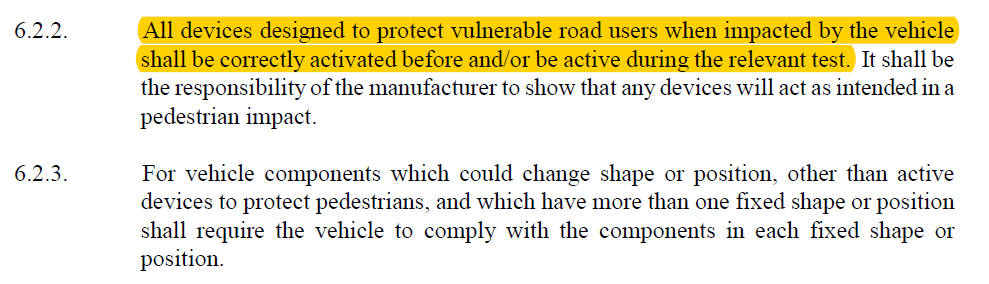 6.2.2. All devices designed to protect vulnerable road users when impacted by the vehicle
shall be correctly activated before and/or be active during the relevant test. It shall be
the responsibility of the manufacturer to show that any devices will act as intended in a
pedestrian impact.
6.2.3. For vehicle components which could change shape or position, other than active
devices to protect pedestrians, and which have more than one fixed shape or position
shall require the vehicle to comply with the components in each fixed shape or
position.